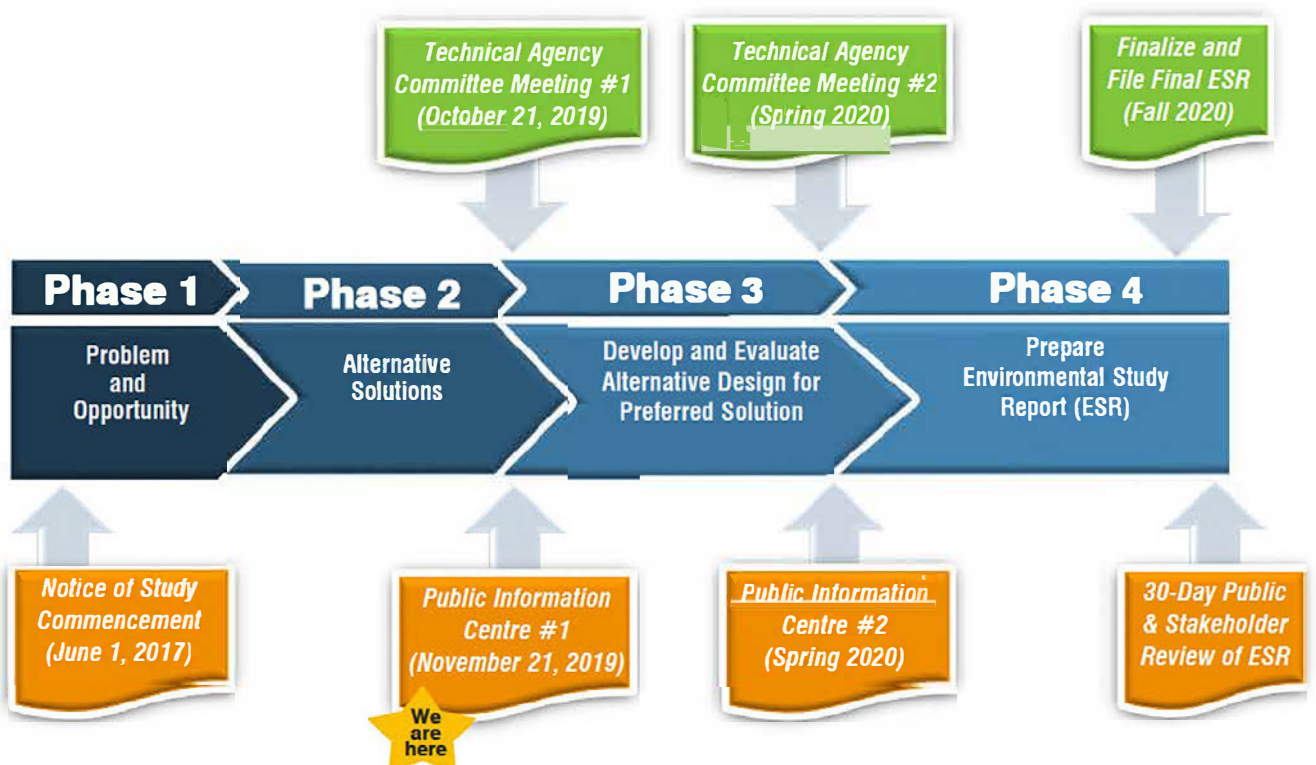 Technical Agency
Committee Meeting #1
(October 21, 2019)
Technical Agency
Committee Meeting #2
(Spring 2020)
Finalize and
File Final ESR
(Fall 2020)
Phase 1
Phase 2
Phase 3
Phase 4
Problem
and
Opportunity
Alternative
Solutions
Develop and Evaluate
Alternative Design for
Preferred Solution
Prepare
Environmental Study
Report (ESR)
Notice of Study
Commencement
(June 1, 2017)
Public Information
Centre #1
(November 21, 2019)
We
are
here
Public Information
Centre #2
(Spring 2020)
30-Day Public
& Stakeholder
Review of ESR